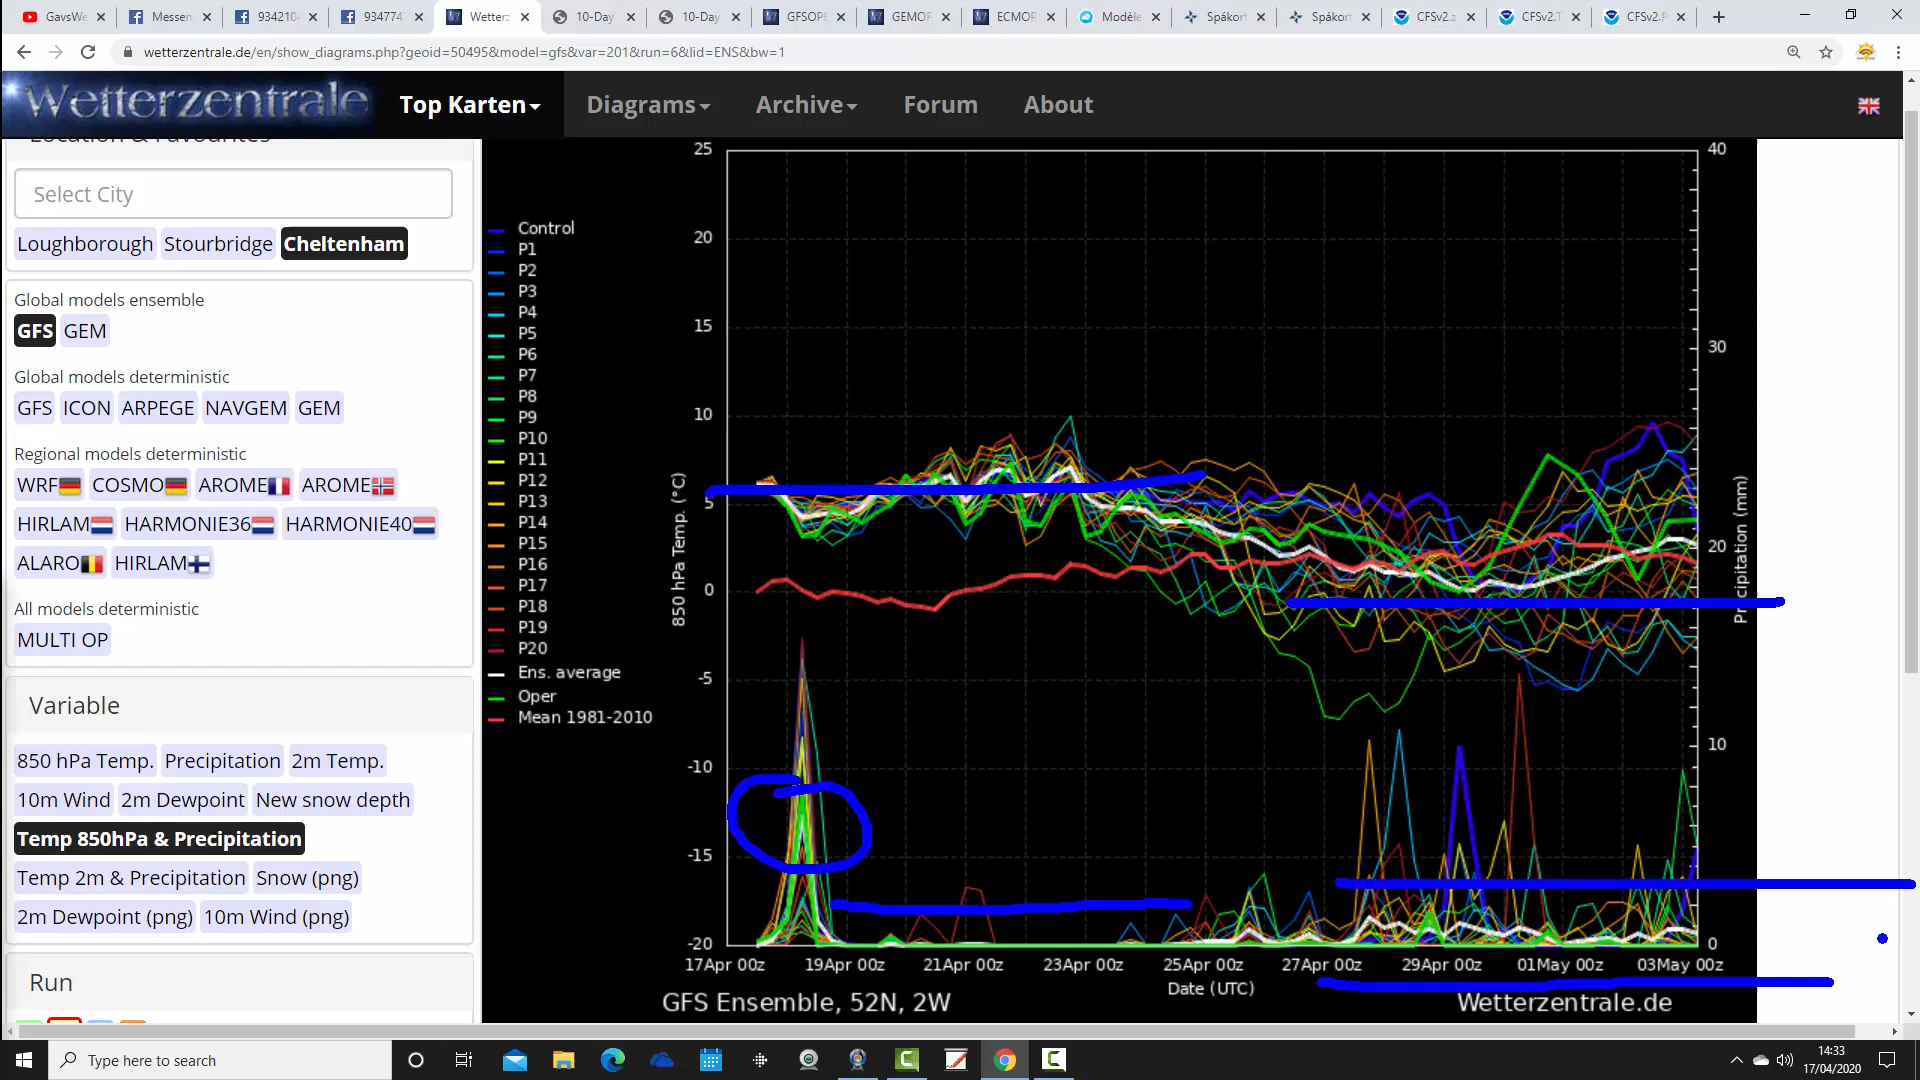 GavsWe
Messen
934210
934774
Wetterz
10-Day
10-Day
GFSOPE
GEMOP
ECMOP
Modèle
Spákor
Spákor
CFSv2.z
CFSv2.T
CFSv2.P
wetterzentrale.de/en/show_diagrams.php?geoid=50495&model=gfs&var=201&run=6&lid=ENS&bw=1
Wetterzentrale Top Karten Diagrams Archive Forum About
Location & Favourites
Select City
Loughborough Stourbridge Cheltenham
Global models ensemble
GFS GEM
Global models deterministic
GFS ICON ARPEGE NAVGEM GEM
Regional models deterministic
WRF COSMO AROME AROME
HIRLAM HARMONIE36 HARMONIE40
ALARO HIRLAM
All models deterministic
MULTI OP
Variable
850 hPa Temp. Precipitation 2m Temp.
10m Wind 2m Dewpoint New snow depth
Temp 850hPa & Precipitation
Temp 2m & Precipitation Snow (png)
2m Dewpoint (png) 10m Wind (png)
Run
Control
P1
P2
P3
P4
P5
P6
P7
P8
P9
P10
P11
P12
P13
P14
P15
P16
P17
P18
P19
P20
Ens. average
Oper
Mean 1981-2010
850 hPa Temp. (°C)
25
20
15
10
5
0
-5
-10
-15
-20
40
30
20
10
0
Precipitation (mm)
17Apr 00z 19Apr 00z 21Apr 00z 23Apr 00z 25Apr 00z 27Apr 00z 29Apr 00z 01May 00z 03May 00z
Date (UTC)
GFS Ensemble, 52N, 2W Wetterzentrale.de
Type here to search
14:33
17/04/2020